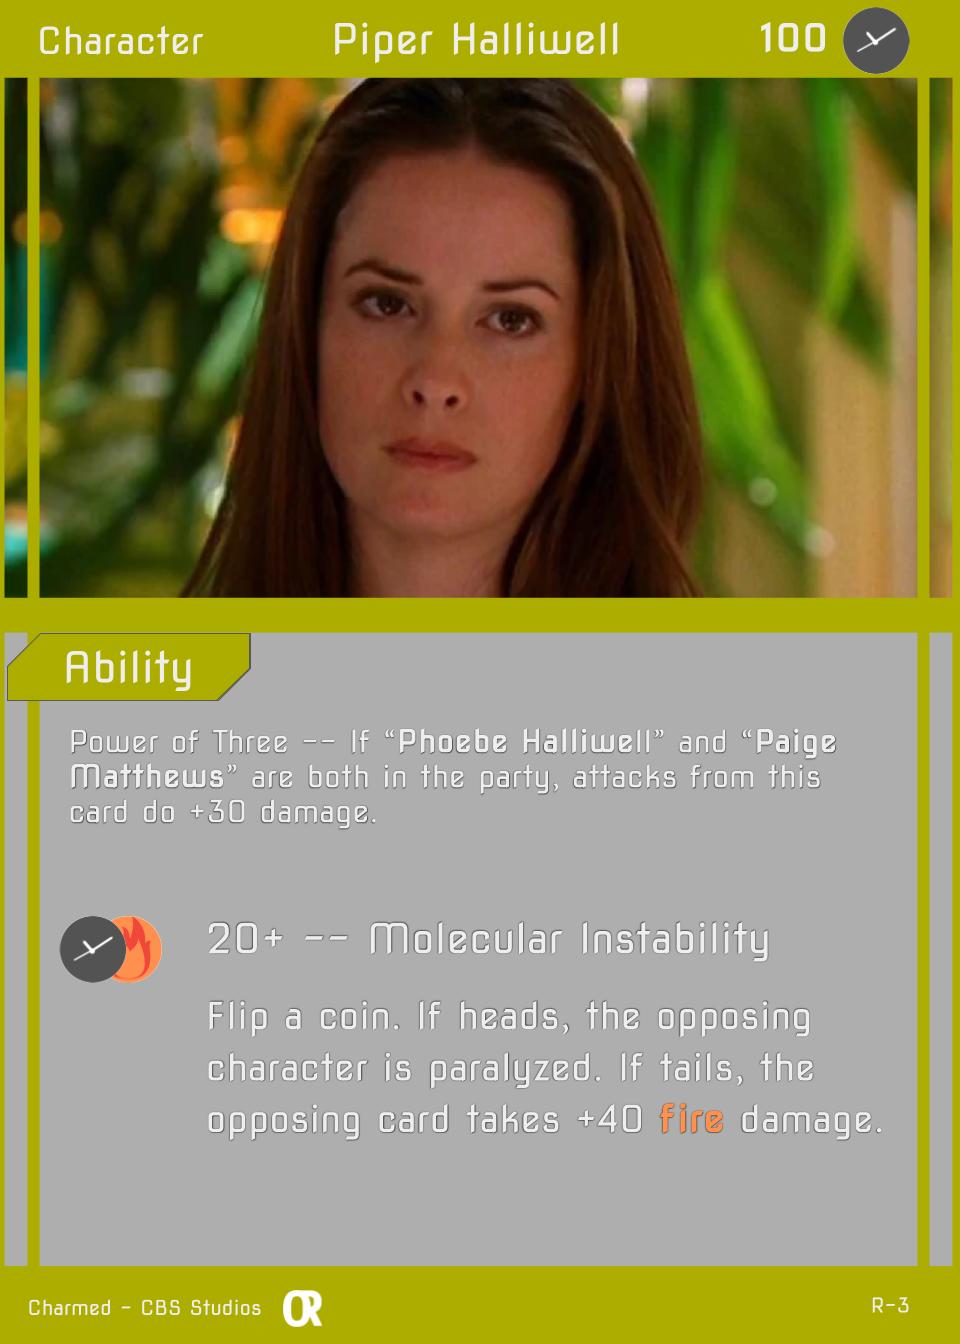 Character
Piper Halliwell
100
Ability
Power of Three -- If “Phoebe Halliwell” and “Paige
Matthews” are both in the party, attacks from this
card do +30 damage.
20+ -- Molecular Instability
Flip a coin. If heads, the opposing
character is paralyzed. If tails, the
opposing card takes +40 fire damage.
Charmed - CBS Studios
OR
R-3